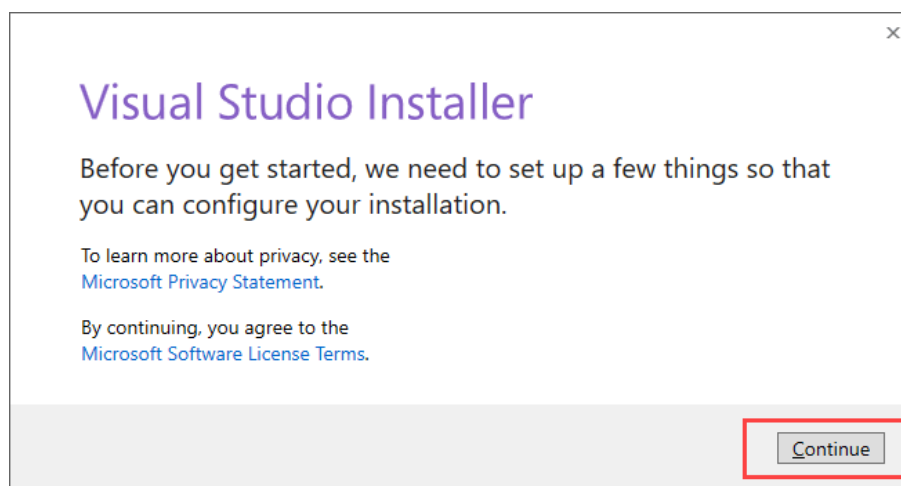 Visual Studio Installer
Before you get started, we need to set up a few things so that
you can configure your installation.
To learn more about privacy, see the
Microsoft Privacy Statement.
By continuing, you agree to the
Microsoft Software License Terms.
Continue